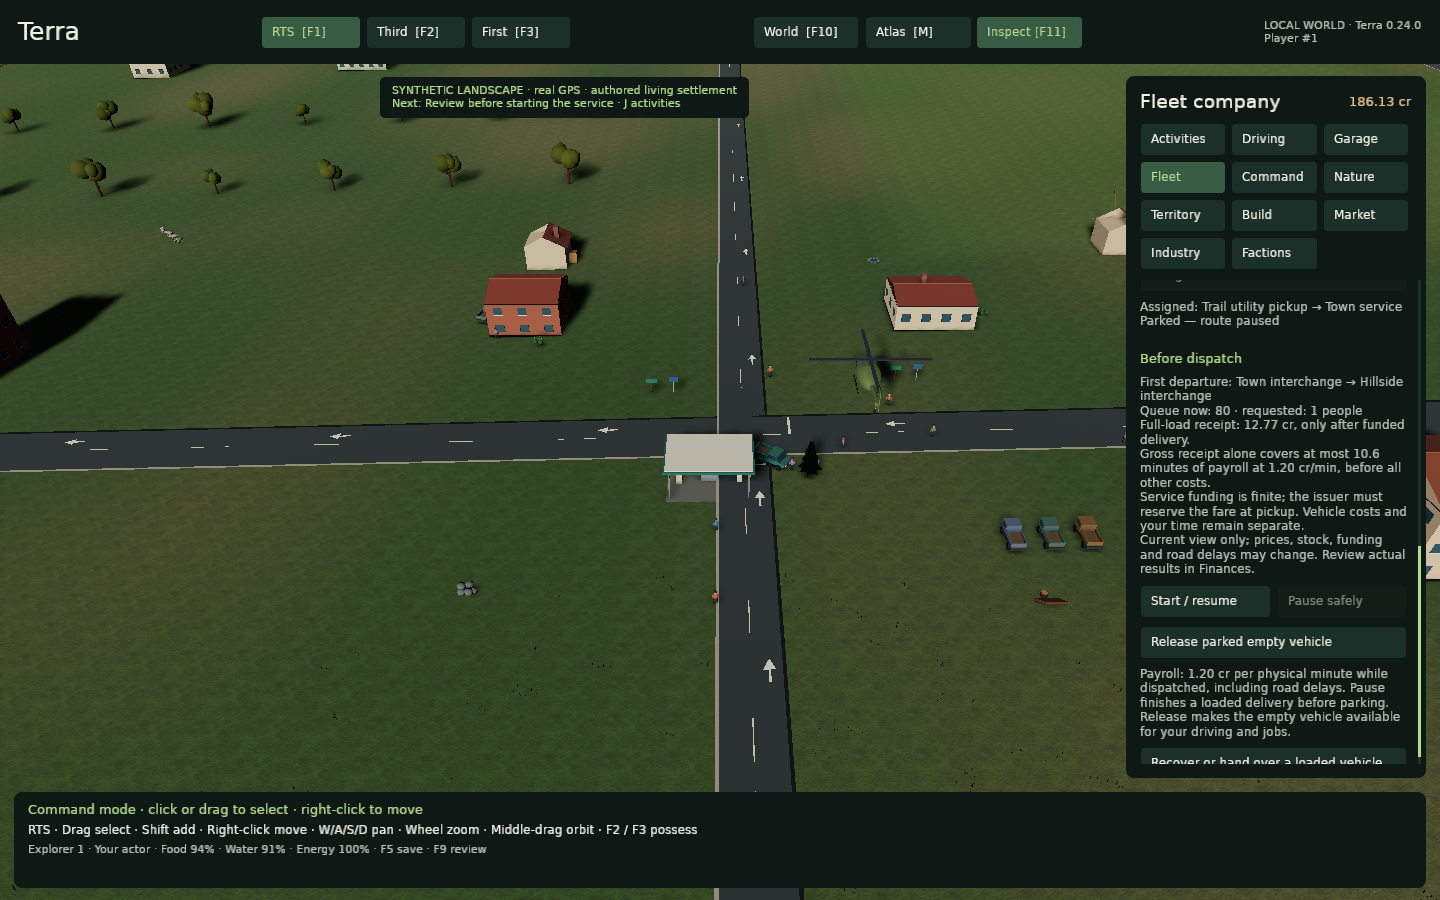 Terra
RTS [F1]
Third [F2]
First [F3]
World [F10]
Atlas [M]
Inspect [F11]
LOCAL WORLD · Terra 0.24.0
Player #1
SYNTHETIC LANDSCAPE · real GPS · authored living settlement
Next: Review before starting the service · J activities
Fleet company
186.13 cr
Activities
Driving
Garage
Fleet
Command
Nature
Territory
Build
Market
Industry
Factions
Assigned: Trail utility pickup → Town service
Parked — route paused
Before dispatch
First departure: Town interchange → Hillside
interchange
Queue now: 80 · requested: 1 people
Full-load receipt: 12.77 cr, only after funded
delivery.
Gross receipt alone covers at most 10.6
minutes of payroll at 1.20 cr/min, before all
other costs.
Service funding is finite; the issuer must
reserve the fare at pickup. Vehicle costs and
your time remain separate.
Current view only; prices, stock, funding
and road delays may change. Review actual
results in Finances.
Start / resume
Pause safely
Release parked empty vehicle
Payroll: 1.20 cr per physical minute while
dispatched, including road delays. Pause
finishes a loaded delivery before parking.
Release makes the empty vehicle available
for your driving and jobs.
Recover or hand over a loaded vehicle
Command mode · click or drag to select · right-click to move
RTS · Drag select · Shift add · Right-click move · W/A/S/D pan · Wheel zoom · Middle-drag orbit · F2 / F3 possess
Explorer 1 · Your actor · Food 94% · Water 91% · Energy 100% · F5 save · F9 review